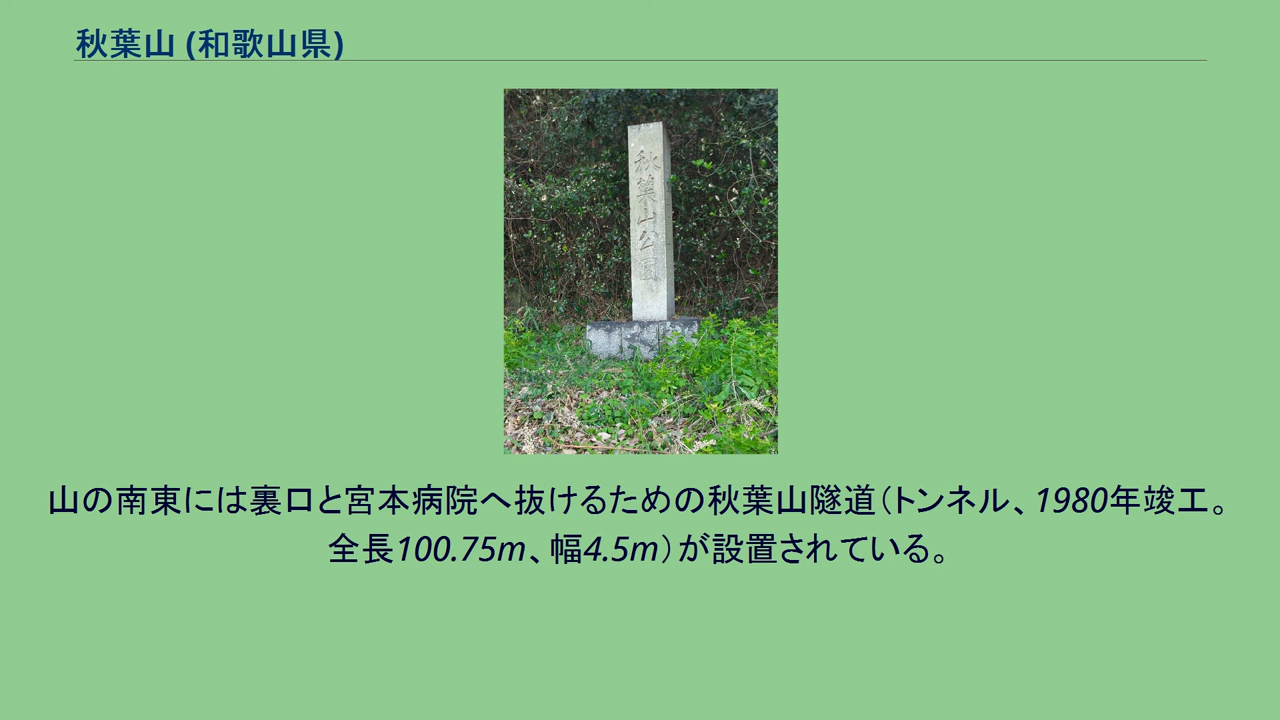 秋葉山 (和歌山県)
秋葉山公園
山の南東には裏口と宮本病院へ抜けるための秋葉山隧道（トンネル、1980年竣工。
全長100.75m、幅4.5m）が設置されている。